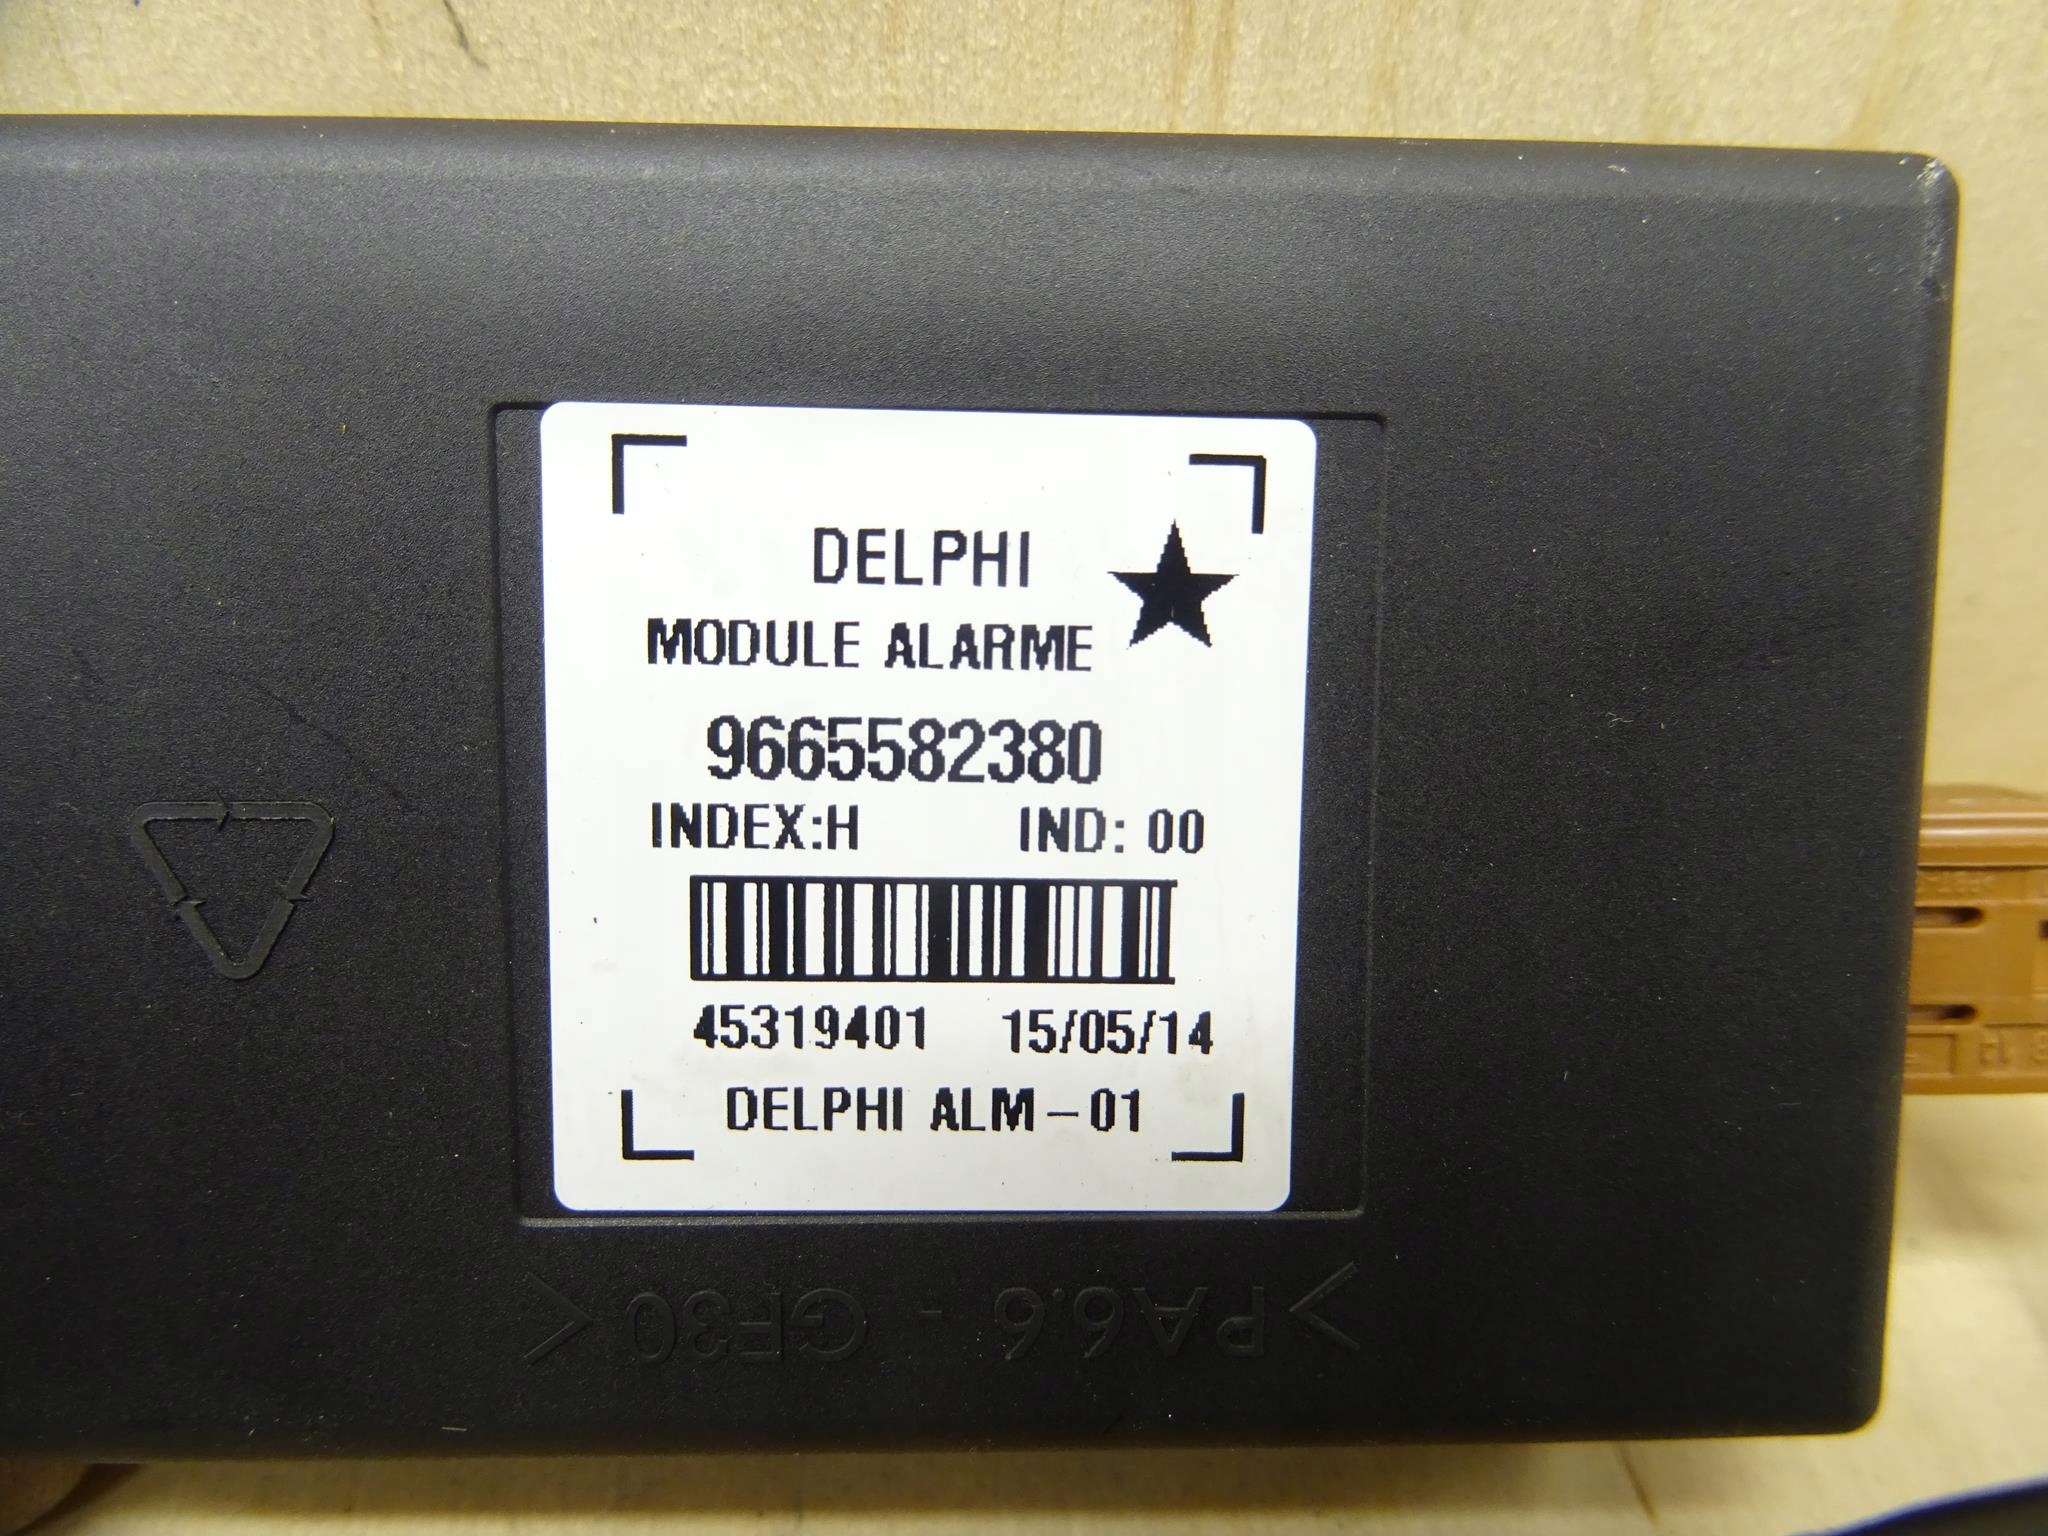 DELPHI
MODULE ALARME
9665582380
INDEX:H IND: 00
45319401 15/05/14
DELPHI ALM-01
>PA6.6 - GF30<